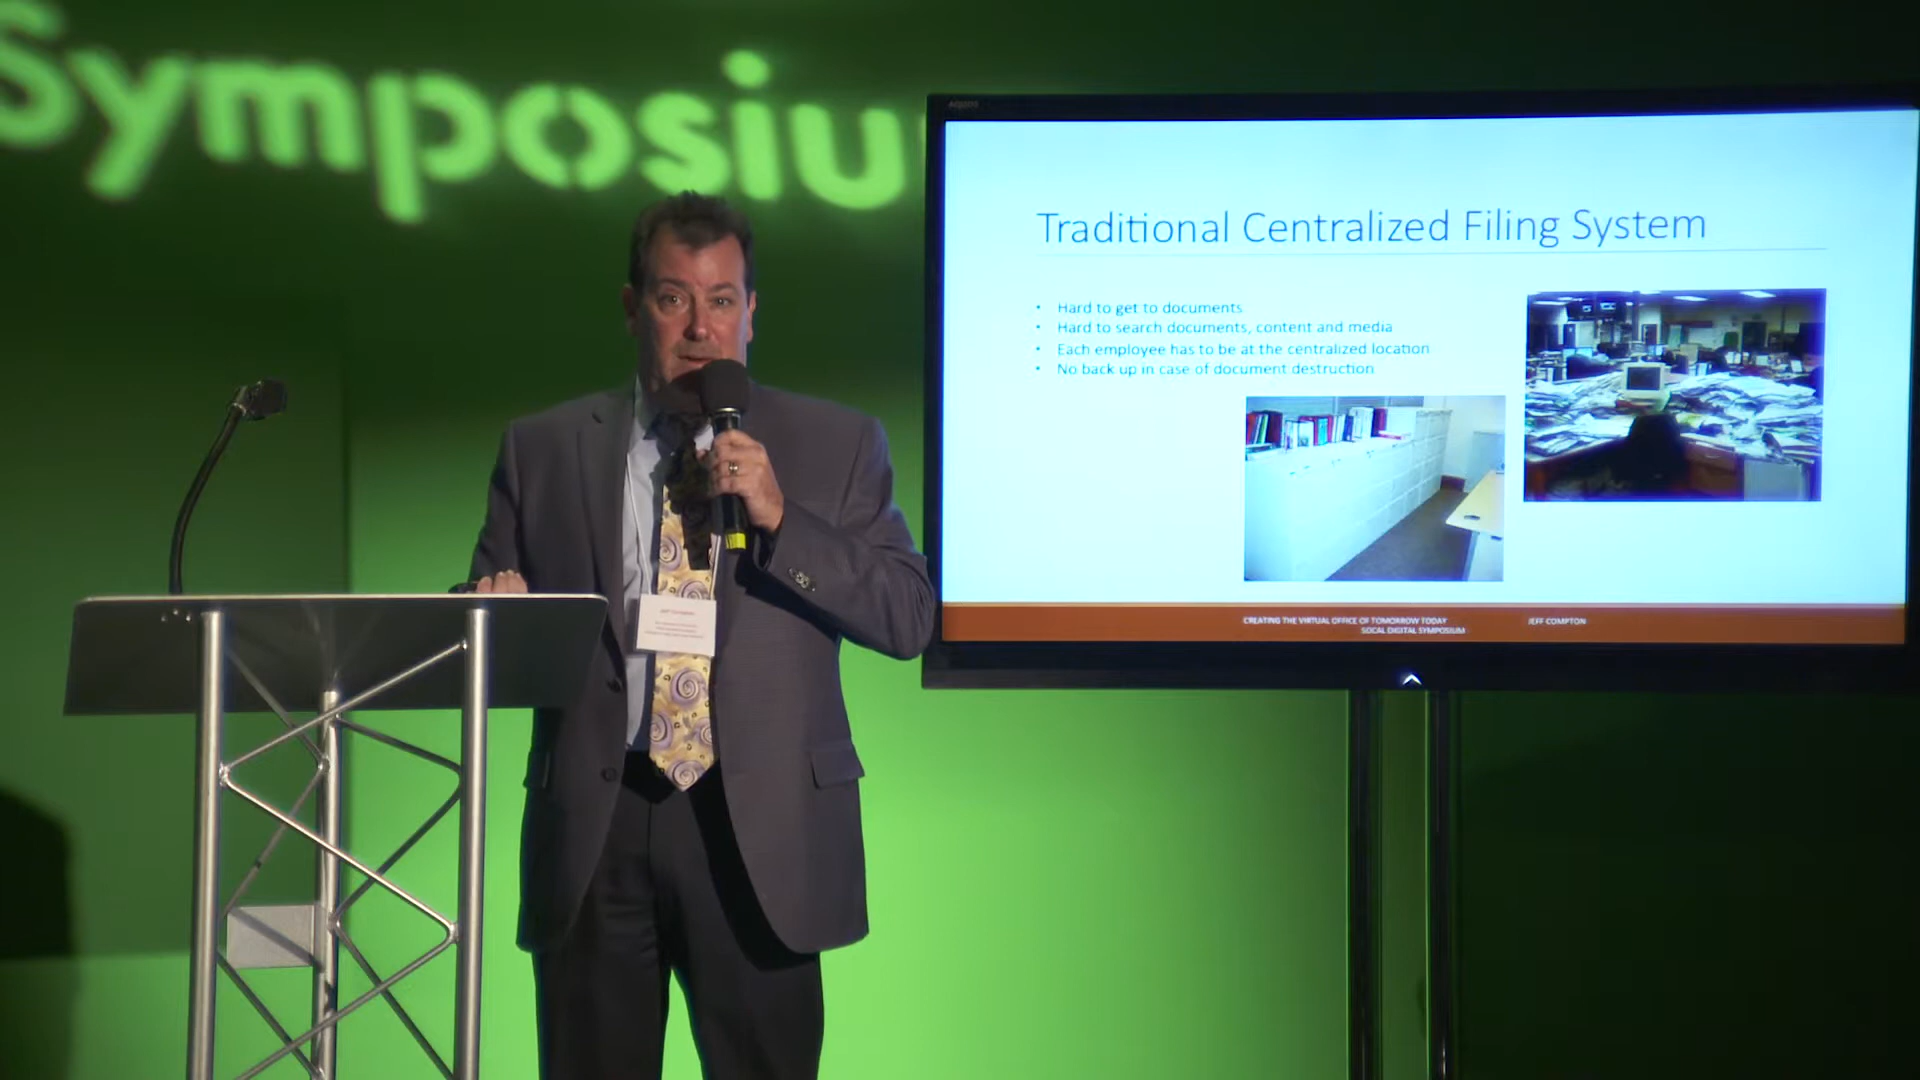 Symposiu
Traditional Centralized Filing System
• Hard to get to documents
• Hard to search documents, content and media
• Each employee has to be at the centralized location
• No back up in case of document destruction
CREATING THE VIRTUAL OFFICE OF TOMORROW TODAY
SOCAL DIGITAL SYMPOSIUM
JEFF COMPTON